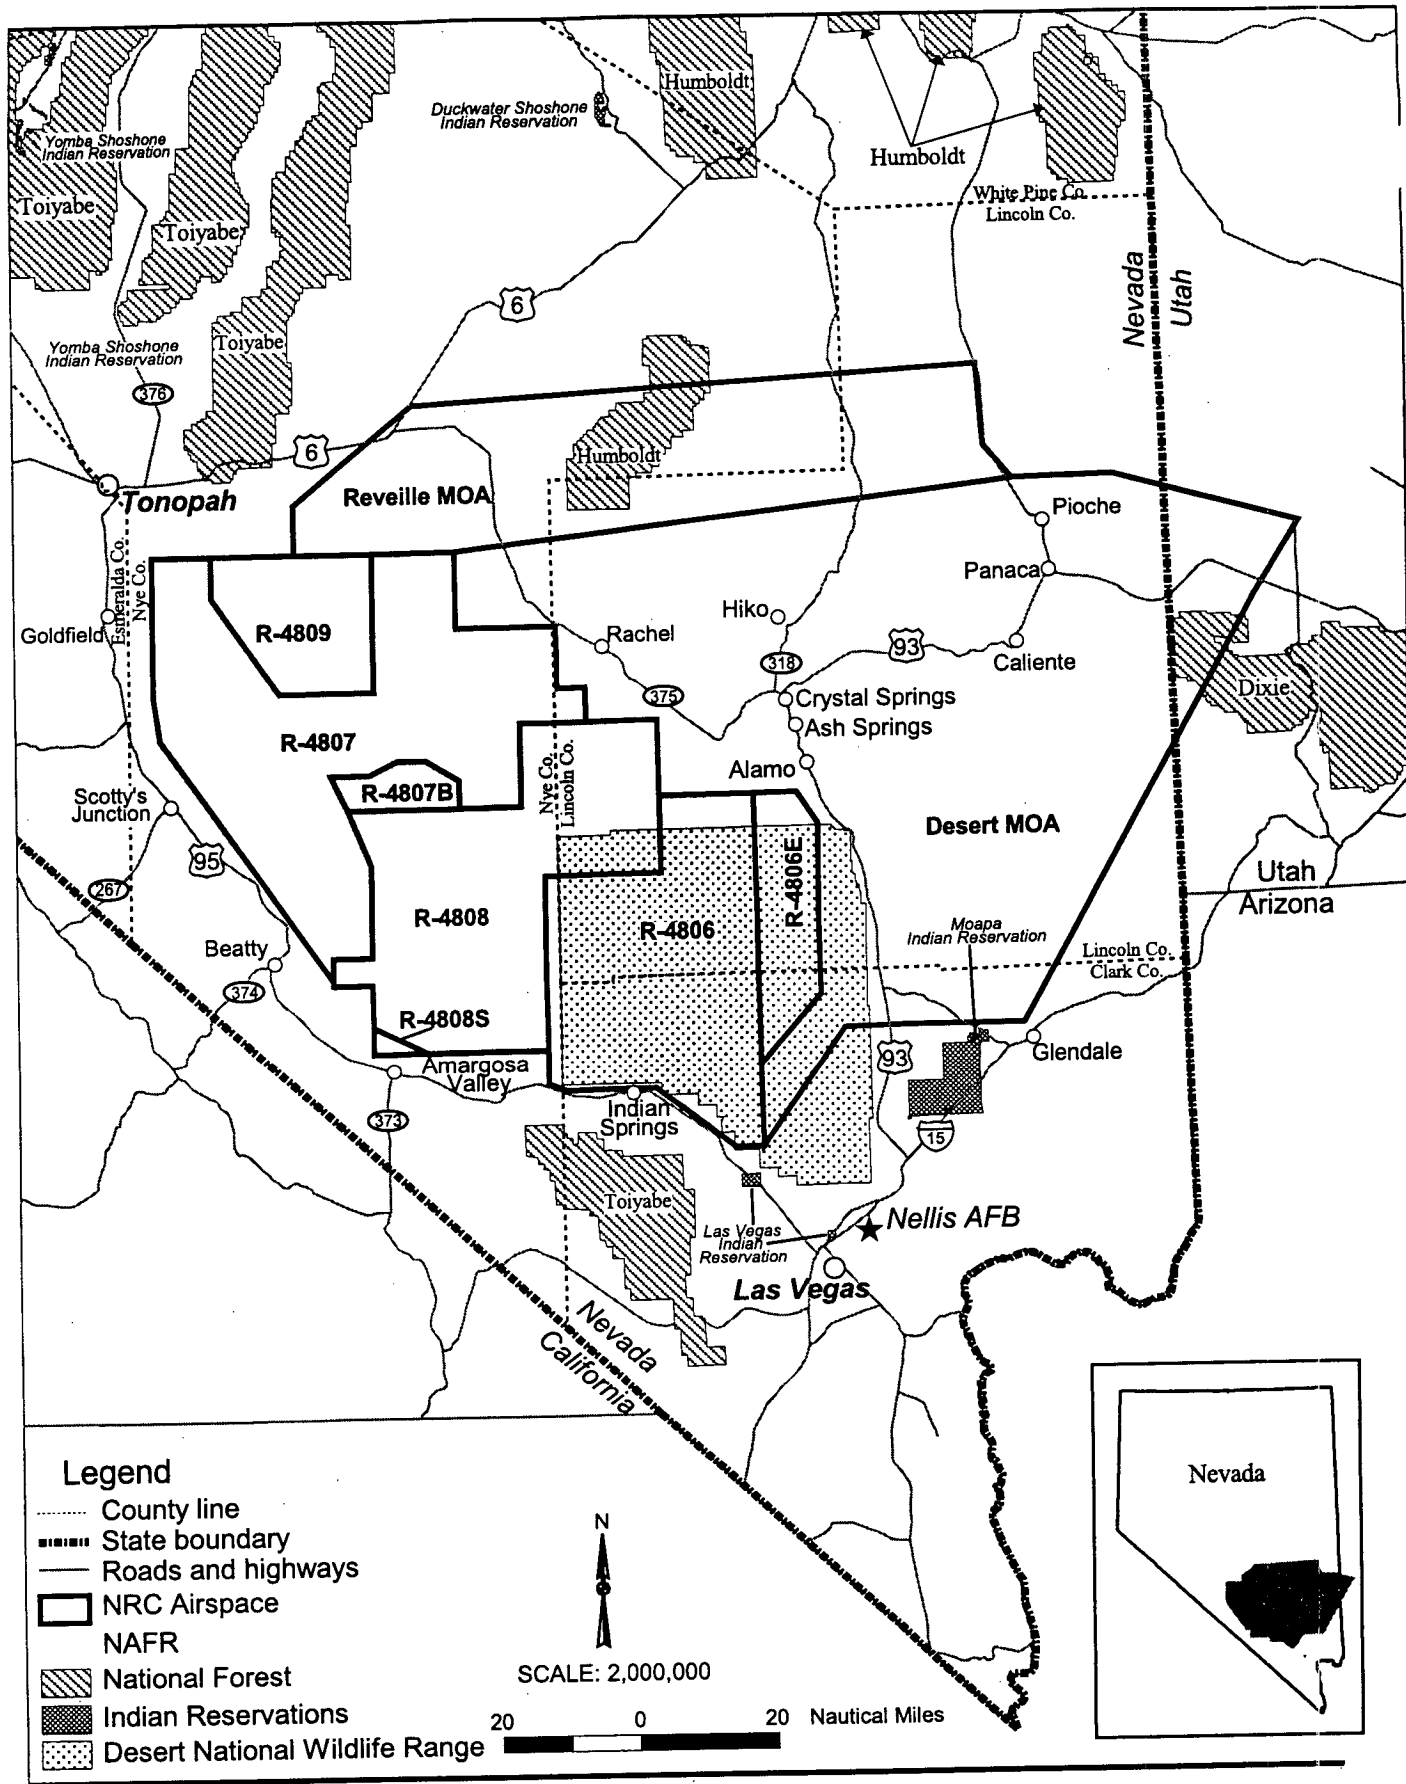 Humboldt
Duckwater Shoshone
Indian Reservation
Humboldt
Yomba Shoshone
Indian Reservation
Toiyabe
Toiyabe
White Pine Co.
Lincoln Co.
Nevada
Utah
6
Yomba Shoshone
Indian Reservation
Toiyabe
376
6
Humboldt
Reveille MOA
Tonopah
Pioche
Esmeralda Co.
Nye Co.
Panaca
Hiko
Goldfield
R-4809
Rachel
93
318
Caliente
375
Crystal Springs
Dixie
Ash Springs
R-4807
Nye Co.
Lincoln Co.
Alamo
R-4807B
Scotty's
Junction
Desert MOA
95
R-4806E
Utah
267
Arizona
R-4808
R-4806
Moapa
Indian Reservation
Beatty
Lincoln Co.
Clark Co.
374
R-4808S
93
Glendale
Amargosa
Valley
373
Indian
Springs
15
Toiyabe
Las Vegas
Indian
Reservation
Nellis AFB
Las Vegas
Nevada
California
Legend
County line
State boundary
Roads and highways
NRC Airspace
NAFR
National Forest
Indian Reservations
Desert National Wildlife Range
N
SCALE: 2,000,000
20 0 20 Nautical Miles
Nevada